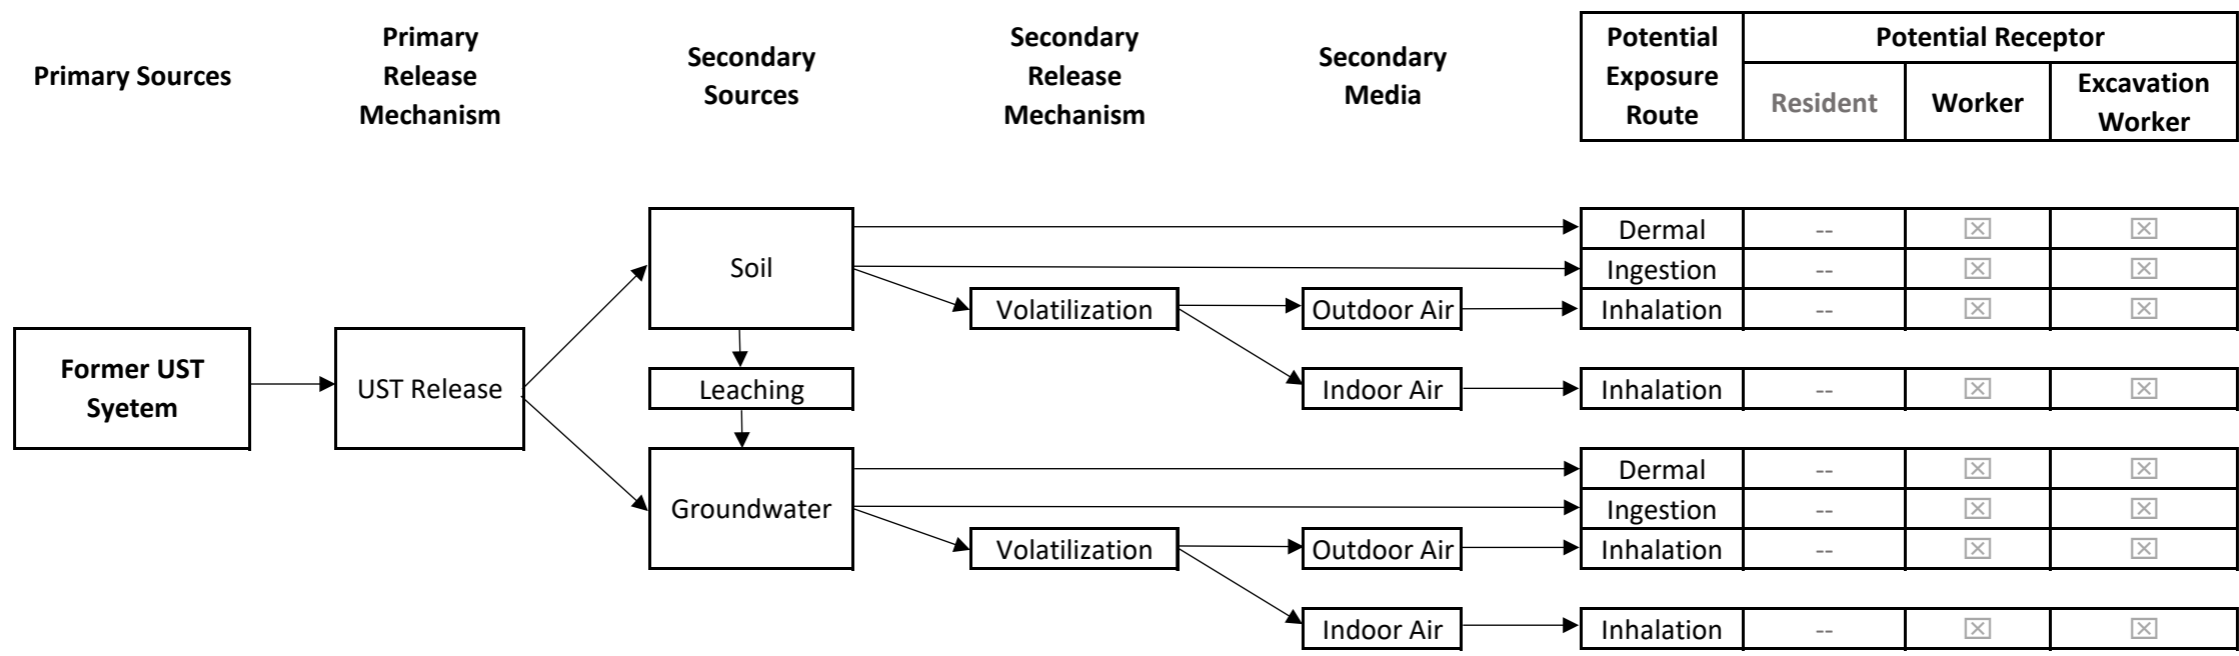 Primary Sources
Primary
Release
Mechanism
Secondary
Sources
Secondary
Release
Mechanism
Secondary
Media
Potential
Exposure
Route
Potential Receptor
Resident
Worker
Excavation
Worker
Former UST
Syetem
UST Release
Soil
Leaching
Groundwater
Volatilization
Outdoor Air
Indoor Air
Volatilization
Outdoor Air
Indoor Air
Dermal -- ☒ ☒
Ingestion -- ☒ ☒
Inhalation -- ☒ ☒
Inhalation -- ☒ ☒
Dermal -- ☒ ☒
Ingestion -- ☒ ☒
Inhalation -- ☒ ☒
Inhalation -- ☒ ☒